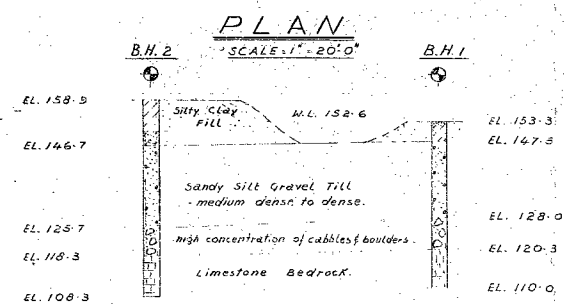 PLAN
SCALE: 1" = 20'-0"
B.H. 2
B.H. 1
EL. 158.9
Silty Clay
Fill
W.L. 152.6
EL. 153.3
EL. 146.7
EL. 147.5
Sandy Silt Gravel Till
- medium dense to dense.
EL. 128.0
EL. 125.7
high concentration of cobbles & boulders.
EL. 118.3
EL. 120.3
Limestone Bedrock.
EL. 108.3
EL. 110.0